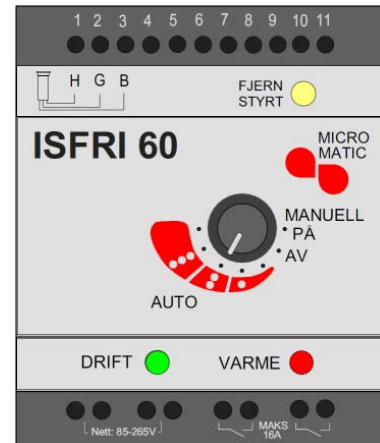 1 2 3 4 5 6 7 8 9 10 11
H G B
FJERN
STYRT
ISFRI 60
MICRO
MATIC
MANUELL
PÅ
AV
AUTO
DRIFT
VARME
Nett: 85-265V
MAKS
16A